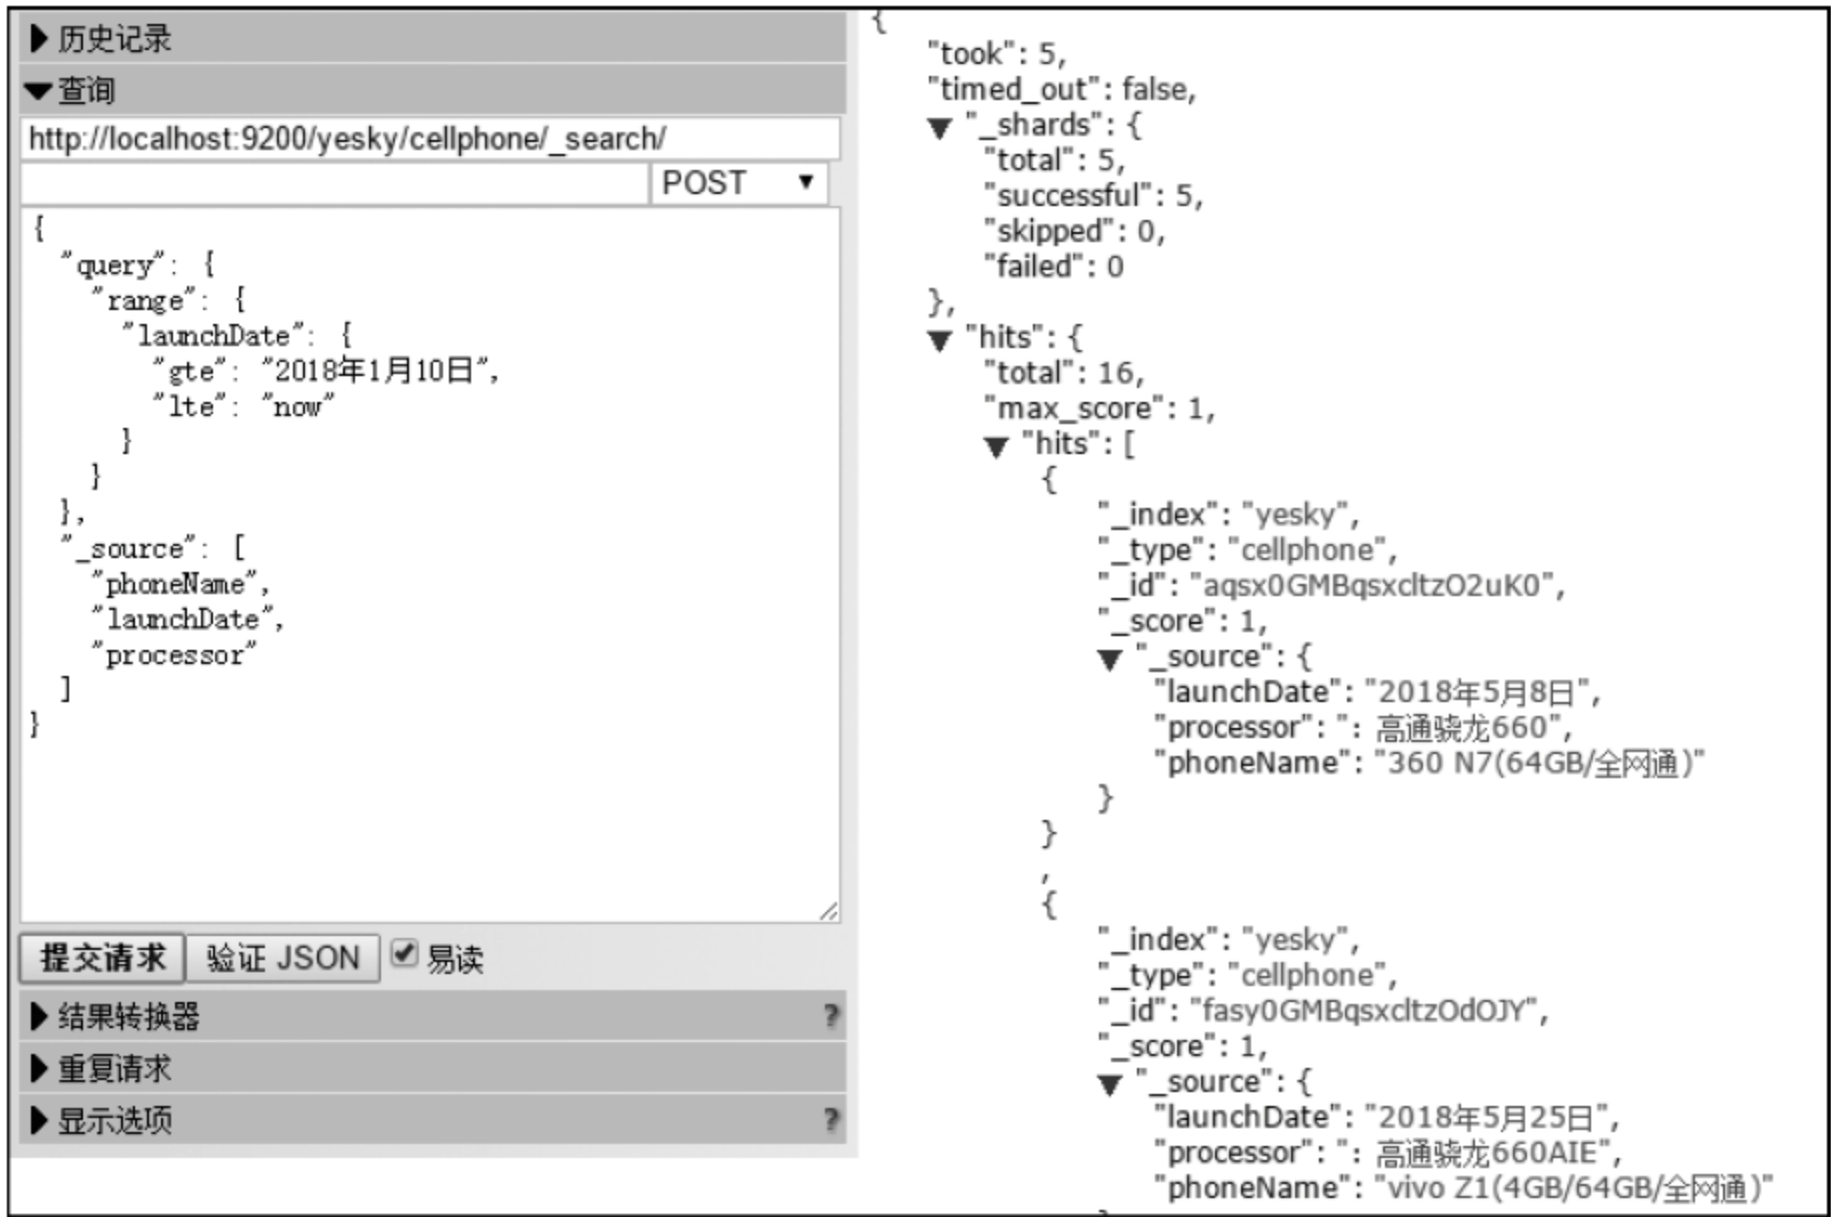 历史记录
查询
http://localhost:9200/yesky/cellphone/_search/
POST
{
"query": {
"range": {
"launchDate": {
"gte": "2018年1月10日",
"lte": "now"
}
}
},
"_source": [
"phoneName",
"launchDate",
"processor"
]
}
提交请求 验证 JSON 易读
结果转换器 ?
重复请求
显示选项 ?
{
"took": 5,
"timed_out": false,
"_shards": {
"total": 5,
"successful": 5,
"skipped": 0,
"failed": 0
},
"hits": {
"total": 16,
"max_score": 1,
"hits": [
{
"_index": "yesky",
"_type": "cellphone",
"_id": "aqsx0GMBqsxcltzO2uK0",
"_score": 1,
"_source": {
"launchDate": "2018年5月8日",
"processor": ": 高通骁龙660",
"phoneName": "360 N7(64GB/全网通)"
}
}
,
{
"_index": "yesky",
"_type": "cellphone",
"_id": "fasy0GMBqsxcltzOdOJY",
"_score": 1,
"_source": {
"launchDate": "2018年5月25日",
"processor": ": 高通骁龙660AIE",
"phoneName": "vivo Z1(4GB/64GB/全网通)"